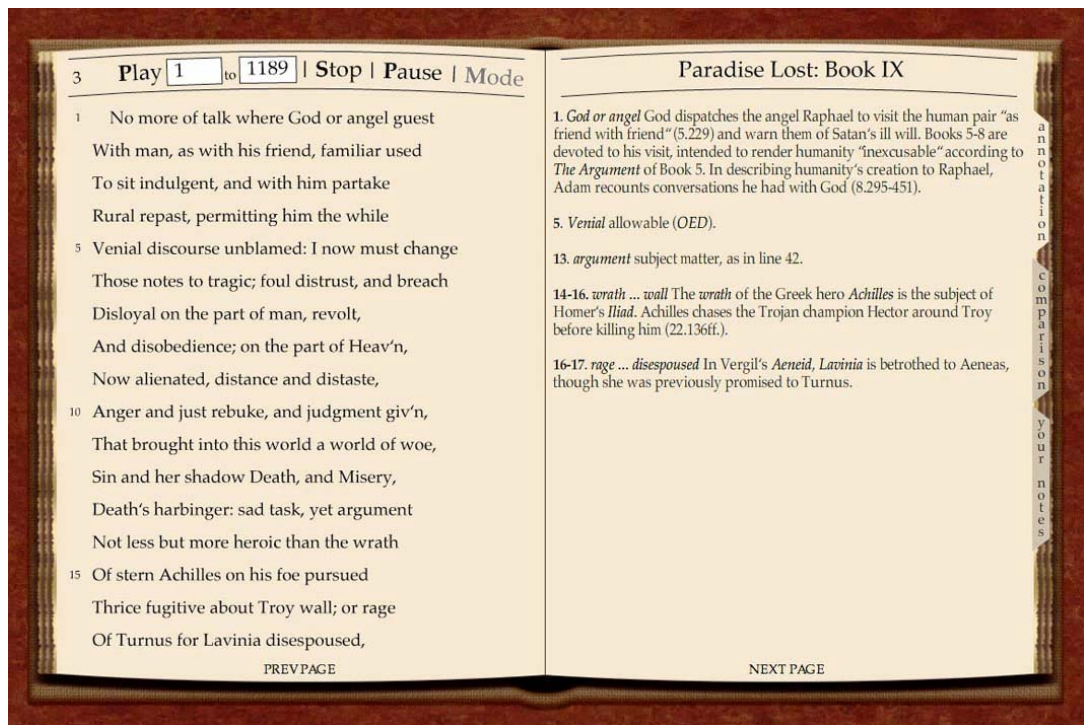 3 Play 1 to 1189 | Stop | Pause | Mode
1 No more of talk where God or angel guest
With man, as with his friend, familiar used
To sit indulgent, and with him partake
Rural repast, permitting him the while
5 Venial discourse unblamed: I now must change
Those notes to tragic; foul distrust, and breach
Disloyal on the part of man, revolt,
And disobedience; on the part of Heav'n,
Now alienated, distance and distaste,
10 Anger and just rebuke, and judgment giv'n,
That brought into this world a world of woe,
Sin and her shadow Death, and Misery,
Death's harbinger: sad task, yet argument
Not less but more heroic than the wrath
15 Of stern Achilles on his foe pursued
Thrice fugitive about Troy wall; or rage
Of Turnus for Lavinia disespoused,
PREV PAGE
Paradise Lost: Book IX
1. God or angel God dispatches the angel Raphael to visit the human pair "as
friend with friend" (5.229) and warn them of Satan's ill will. Books 5-8 are
devoted to his visit, intended to render humanity "inexcusable" according to
The Argument of Book 5. In describing humanity's creation to Raphael,
Adam recounts conversations he had with God (8.295-451).
5. Venial allowable (OED).
13. argument subject matter, as in line 42.
14-16. wrath ... wall The wrath of the Greek hero Achilles is the subject of
Homer's Iliad. Achilles chases the Trojan champion Hector around Troy
before killing him (22.136ff.).
16-17. rage ... disespoused In Vergil's Aeneid, Lavinia is betrothed to Aeneas,
though she was previously promised to Turnus.
NEXT PAGE
annotation
comparison
your notes